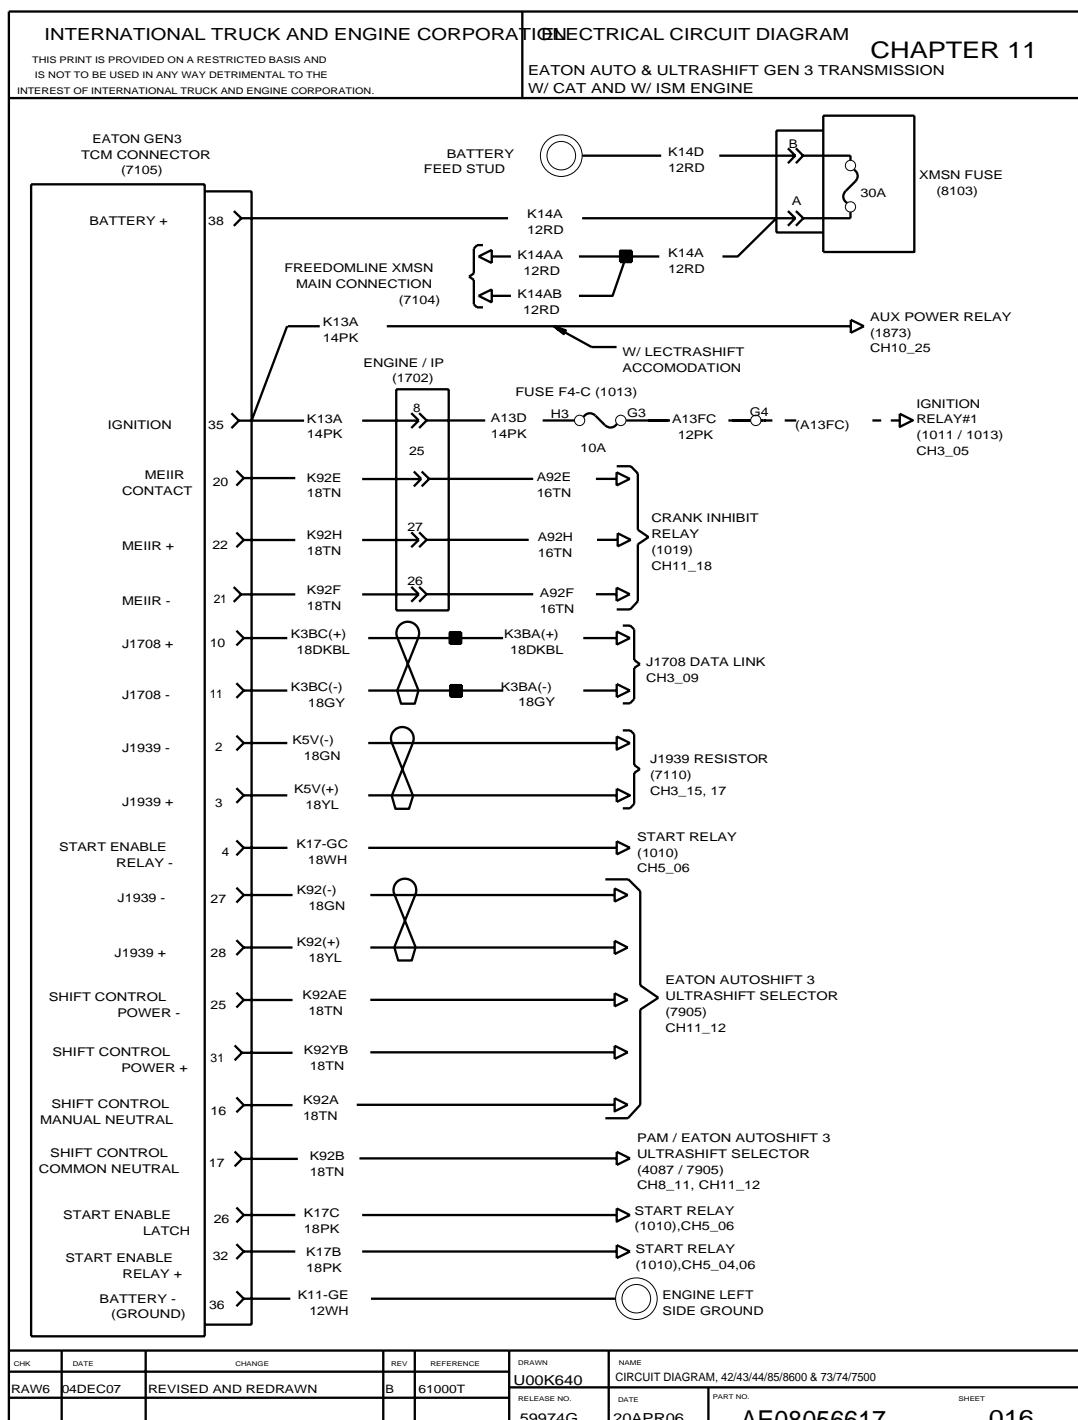 INTERNATIONAL TRUCK AND ENGINE CORPORATION
THIS PRINT IS PROVIDED ON A RESTRICTED BASIS AND
IS NOT TO BE USED IN ANY WAY DETRIMENTAL TO THE
INTEREST OF INTERNATIONAL TRUCK AND ENGINE CORPORATION.
ELECTRICAL CIRCUIT DIAGRAM
CHAPTER 11
EATON AUTO & ULTRASHIFT GEN 3 TRANSMISSION
W/ CAT AND W/ ISM ENGINE
EATON GEN3
TCM CONNECTOR
(7105)
BATTERY
FEED STUD
K14D
12RD
B
A
30A
XMSN FUSE
(8103)
BATTERY +
38
K14A
12RD
FREEDOMLINE XMSN
MAIN CONNECTION
(7104)
K14AA
12RD
K14A
12RD
K14AB
12RD
K13A
14PK
AUX POWER RELAY
(1873)
CH10_25
W/ LECTRASHIFT
ACCOMODATION
ENGINE / IP
(1702)
FUSE F4-C (1013)
IGNITION
35
K13A
14PK
8
A13D
14PK
H3
G3
10A
A13FC
12PK
G4
(A13FC)
IGNITION
RELAY#1
(1011 / 1013)
CH3_05
MEIIR
CONTACT
20
K92E
18TN
25
A92E
16TN
MEIIR +
22
K92H
18TN
27
A92H
16TN
CRANK INHIBIT
RELAY
(1019)
CH11_18
MEIIR -
21
K92F
18TN
26
A92F
16TN
J1708 +
10
K3BC(+)
18DKBL
K3BA(+)
18DKBL
J1708 DATA LINK
CH3_09
J1708 -
11
K3BC(-)
18GY
K3BA(-)
18GY
J1939 -
2
K5V(-)
18GN
J1939 RESISTOR
(7110)
CH3_15, 17
J1939 +
3
K5V(+)
18YL
START ENABLE
RELAY -
4
K17-GC
18WH
START RELAY
(1010)
CH5_06
J1939 -
27
K92(-)
18GN
J1939 +
28
K92(+)
18YL
SHIFT CONTROL
POWER -
25
K92AE
18TN
EATON AUTOSHIFT 3
ULTRASHIFT SELECTOR
(7905)
CH11_12
SHIFT CONTROL
POWER +
31
K92YB
18TN
SHIFT CONTROL
MANUAL NEUTRAL
16
K92A
18TN
SHIFT CONTROL
COMMON NEUTRAL
17
K92B
18TN
PAM / EATON AUTOSHIFT 3
ULTRASHIFT SELECTOR
(4087 / 7905)
CH8_11, CH11_12
START ENABLE
LATCH
26
K17C
18PK
START RELAY
(1010),CH5_06
START ENABLE
RELAY +
32
K17B
18PK
START RELAY
(1010),CH5_04,06
BATTERY -
(GROUND)
36
K11-GE
12WH
ENGINE LEFT
SIDE GROUND
CHK DATE CHANGE REV REFERENCE
RAW6 04DEC07 REVISED AND REDRAWN B 61000T
DRAWN
U00K640
NAME
CIRCUIT DIAGRAM, 42/43/44/85/8600 & 73/74/7500
RELEASE NO.
59974G
DATE
20APR06
PART NO.
AE08056617
SHEET
016